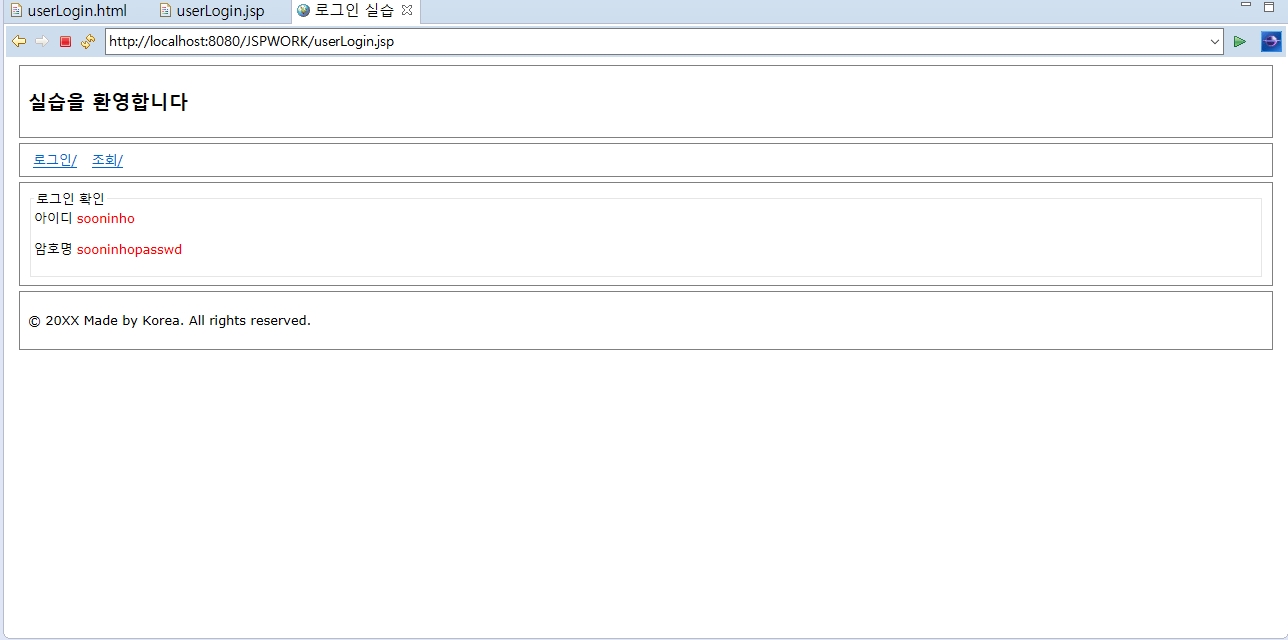 userLogin.html userLogin.jsp 로그인 실습
http://localhost:8080/JSPWORK/userLogin.jsp
실습을 환영합니다
로그인/ 조회/
로그인 확인
아이디 sooninho
암호명 sooninhopasswd
© 20XX Made by Korea. All rights reserved.